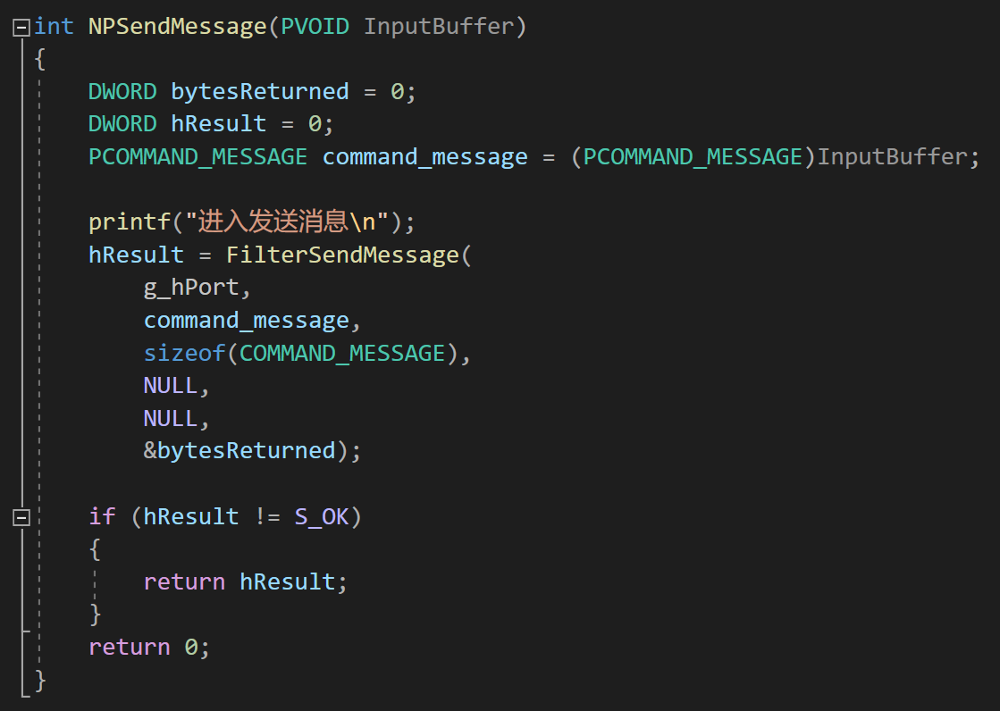 int NPSendMessage(PVOID InputBuffer)
{
    DWORD bytesReturned = 0;
    DWORD hResult = 0;
    PCOMMAND_MESSAGE command_message = (PCOMMAND_MESSAGE)InputBuffer;

    printf("进入发送消息\n");
    hResult = FilterSendMessage(
        g_hPort,
        command_message,
        sizeof(COMMAND_MESSAGE),
        NULL,
        NULL,
        &bytesReturned);

    if (hResult != S_OK)
    {
        return hResult;
    }
    return 0;
}